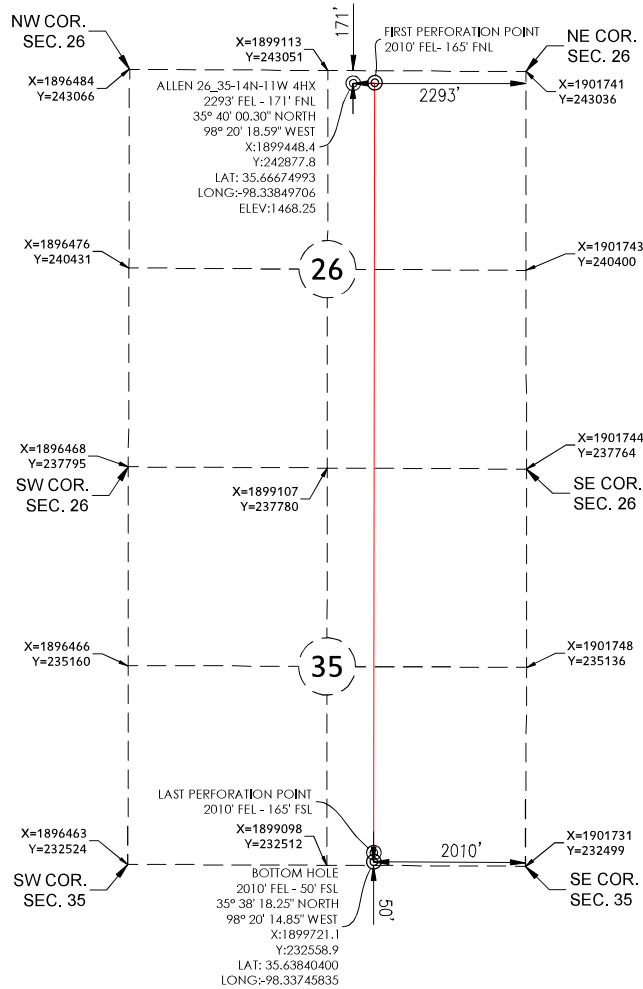 NW COR.
SEC. 26
X=1896484
Y=243066
X=1899113
Y=243051
171'
FIRST PERFORATION POINT
2010' FEL- 165' FNL
NE COR.
SEC. 26
X=1901741
Y=243036
2293'
ALLEN 26_35-14N-11W 4HX
2293' FEL - 171' FNL
35° 40' 00.30" NORTH
98° 20' 18.59" WEST
X:1899448.4
Y:242877.8
LAT: 35.66674993
LONG:-98.33849706
ELEV:1468.25
X=1896476
Y=240431
26
X=1901743
Y=240400
X=1896468
Y=237795
SW COR.
SEC. 26
X=1899107
Y=237780
X=1901744
Y=237764
SE COR.
SEC. 26
X=1896466
Y=235160
35
X=1901748
Y=235136
LAST PERFORATION POINT
2010' FEL - 165' FSL
X=1896463
Y=232524
SW COR.
SEC. 35
X=1899098
Y=232512
2010'
X=1901731
Y=232499
SE COR.
SEC. 35
BOTTOM HOLE
2010' FEL - 50' FSL
35° 38' 18.25" NORTH
98° 20' 14.85" WEST
X:1899721.1
Y:232558.9
LAT: 35.63840400
LONG:-98.33745835
50'